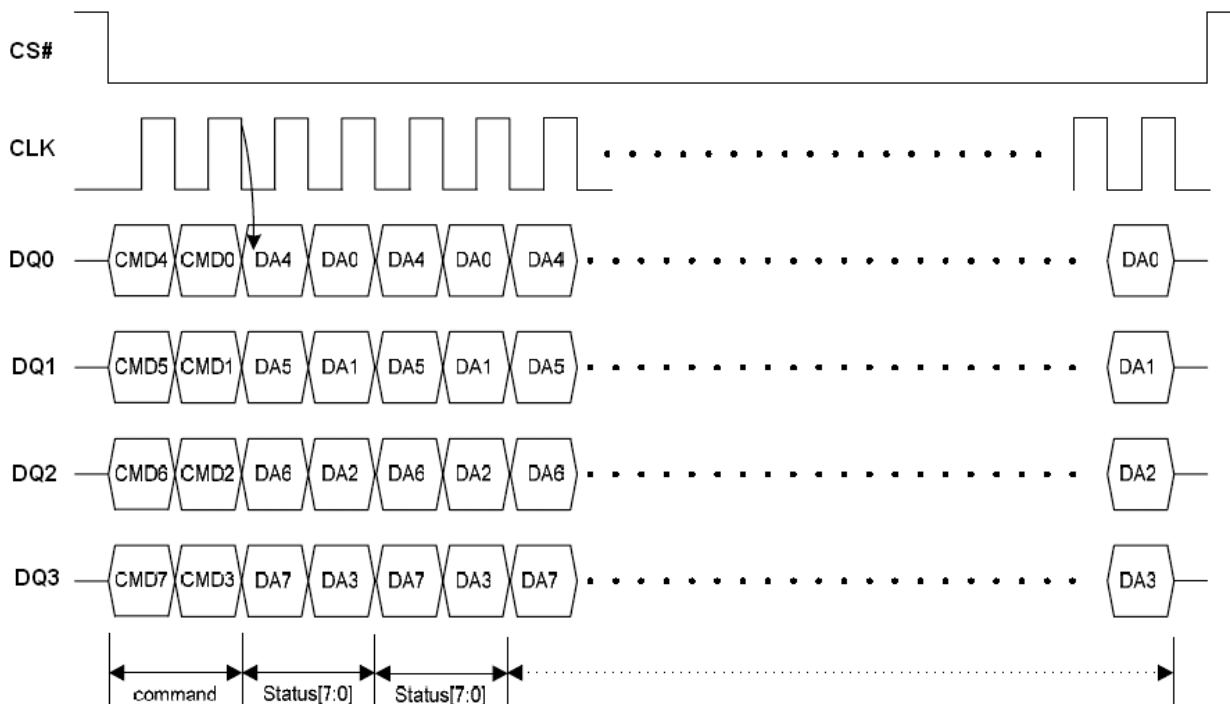 CS#
CLK
DQ0 CMD4 CMD0 DA4 DA0 DA4 DA0 DA4 DA0
DQ1 CMD5 CMD1 DA5 DA1 DA5 DA1 DA5 DA1
DQ2 CMD6 CMD2 DA6 DA2 DA6 DA2 DA6 DA2
DQ3 CMD7 CMD3 DA7 DA3 DA7 DA3 DA7 DA3
command Status[7:0] Status[7:0]